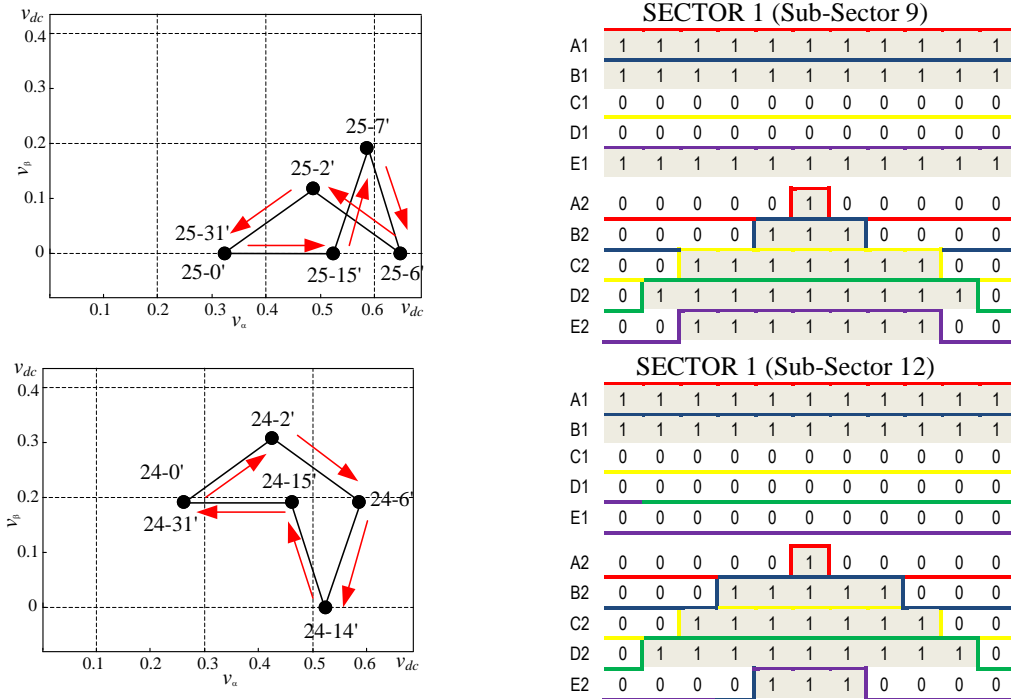 v_dc
0.4
0.3
0.2
0.1
0
v_β
25-7'
25-2'
25-31'
25-0'
25-15'
25-6'
0.1
0.2
0.3
0.4
0.5
0.6
v_α
v_dc
SECTOR 1 (Sub-Sector 9)
A1 1 1 1 1 1 1 1 1 1 1 1
B1 1 1 1 1 1 1 1 1 1 1 1
C1 0 0 0 0 0 0 0 0 0 0 0
D1 0 0 0 0 0 0 0 0 0 0 0
E1 1 1 1 1 1 1 1 1 1 1 1
A2 0 0 0 0 0 1 0 0 0 0 0
B2 0 0 0 0 1 1 1 0 0 0 0
C2 0 0 1 1 1 1 1 1 1 0 0
D2 0 1 1 1 1 1 1 1 1 1 0
E2 0 0 1 1 1 1 1 1 1 0 0
v_dc
0.4
0.3
0.2
0.1
0
v_β
24-2'
24-0'
24-15'
24-6'
24-31'
24-14'
0.1
0.2
0.3
0.4
0.5
0.6
v_α
v_dc
SECTOR 1 (Sub-Sector 12)
A1 1 1 1 1 1 1 1 1 1 1 1
B1 1 1 1 1 1 1 1 1 1 1 1
C1 0 0 0 0 0 0 0 0 0 0 0
D1 0 0 0 0 0 0 0 0 0 0 0
E1 0 0 0 0 0 0 0 0 0 0 0
A2 0 0 0 0 0 1 0 0 0 0 0
B2 0 0 0 1 1 1 1 1 0 0 0
C2 0 0 1 1 1 1 1 1 1 0 0
D2 0 1 1 1 1 1 1 1 1 1 0
E2 0 0 0 0 1 1 1 0 0 0 0